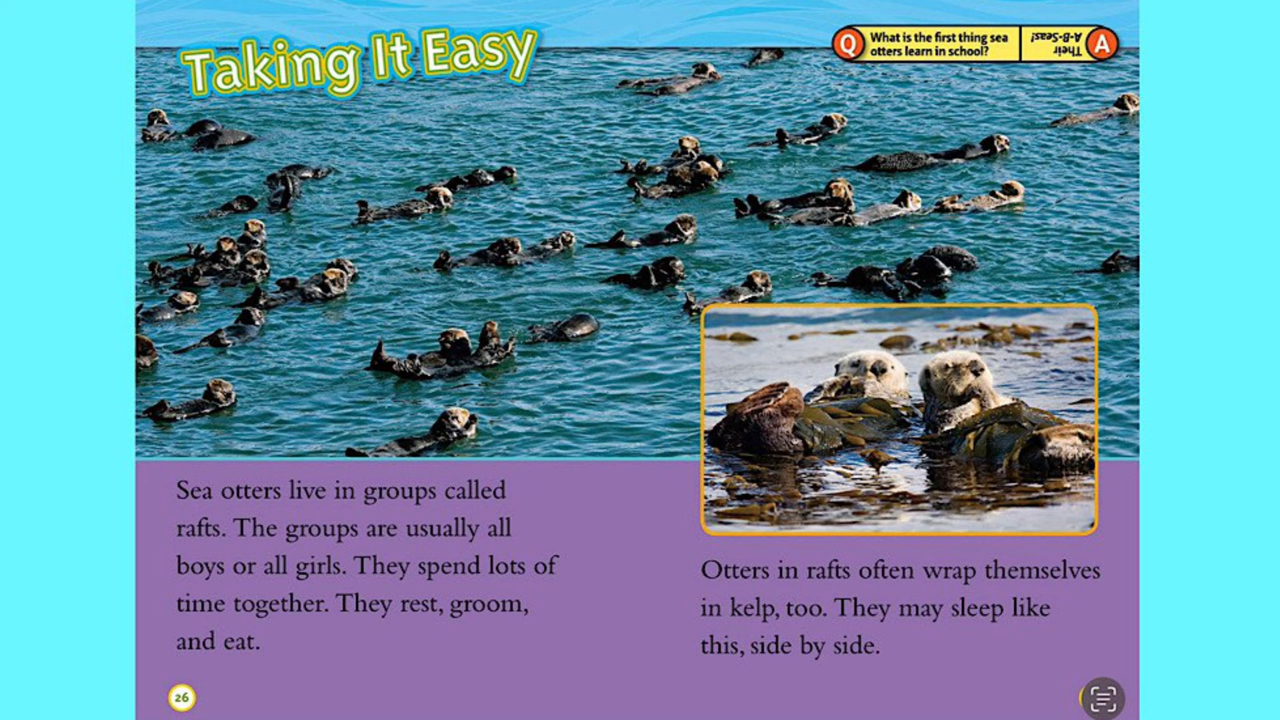 Taking It Easy
Q
What is the first thing sea
otters learn in school?
Their
A-B-Seas!
A
Sea otters live in groups called
rafts. The groups are usually all
boys or all girls. They spend lots of
time together. They rest, groom,
and eat.
Otters in rafts often wrap themselves
in kelp, too. They may sleep like
this, side by side.
26